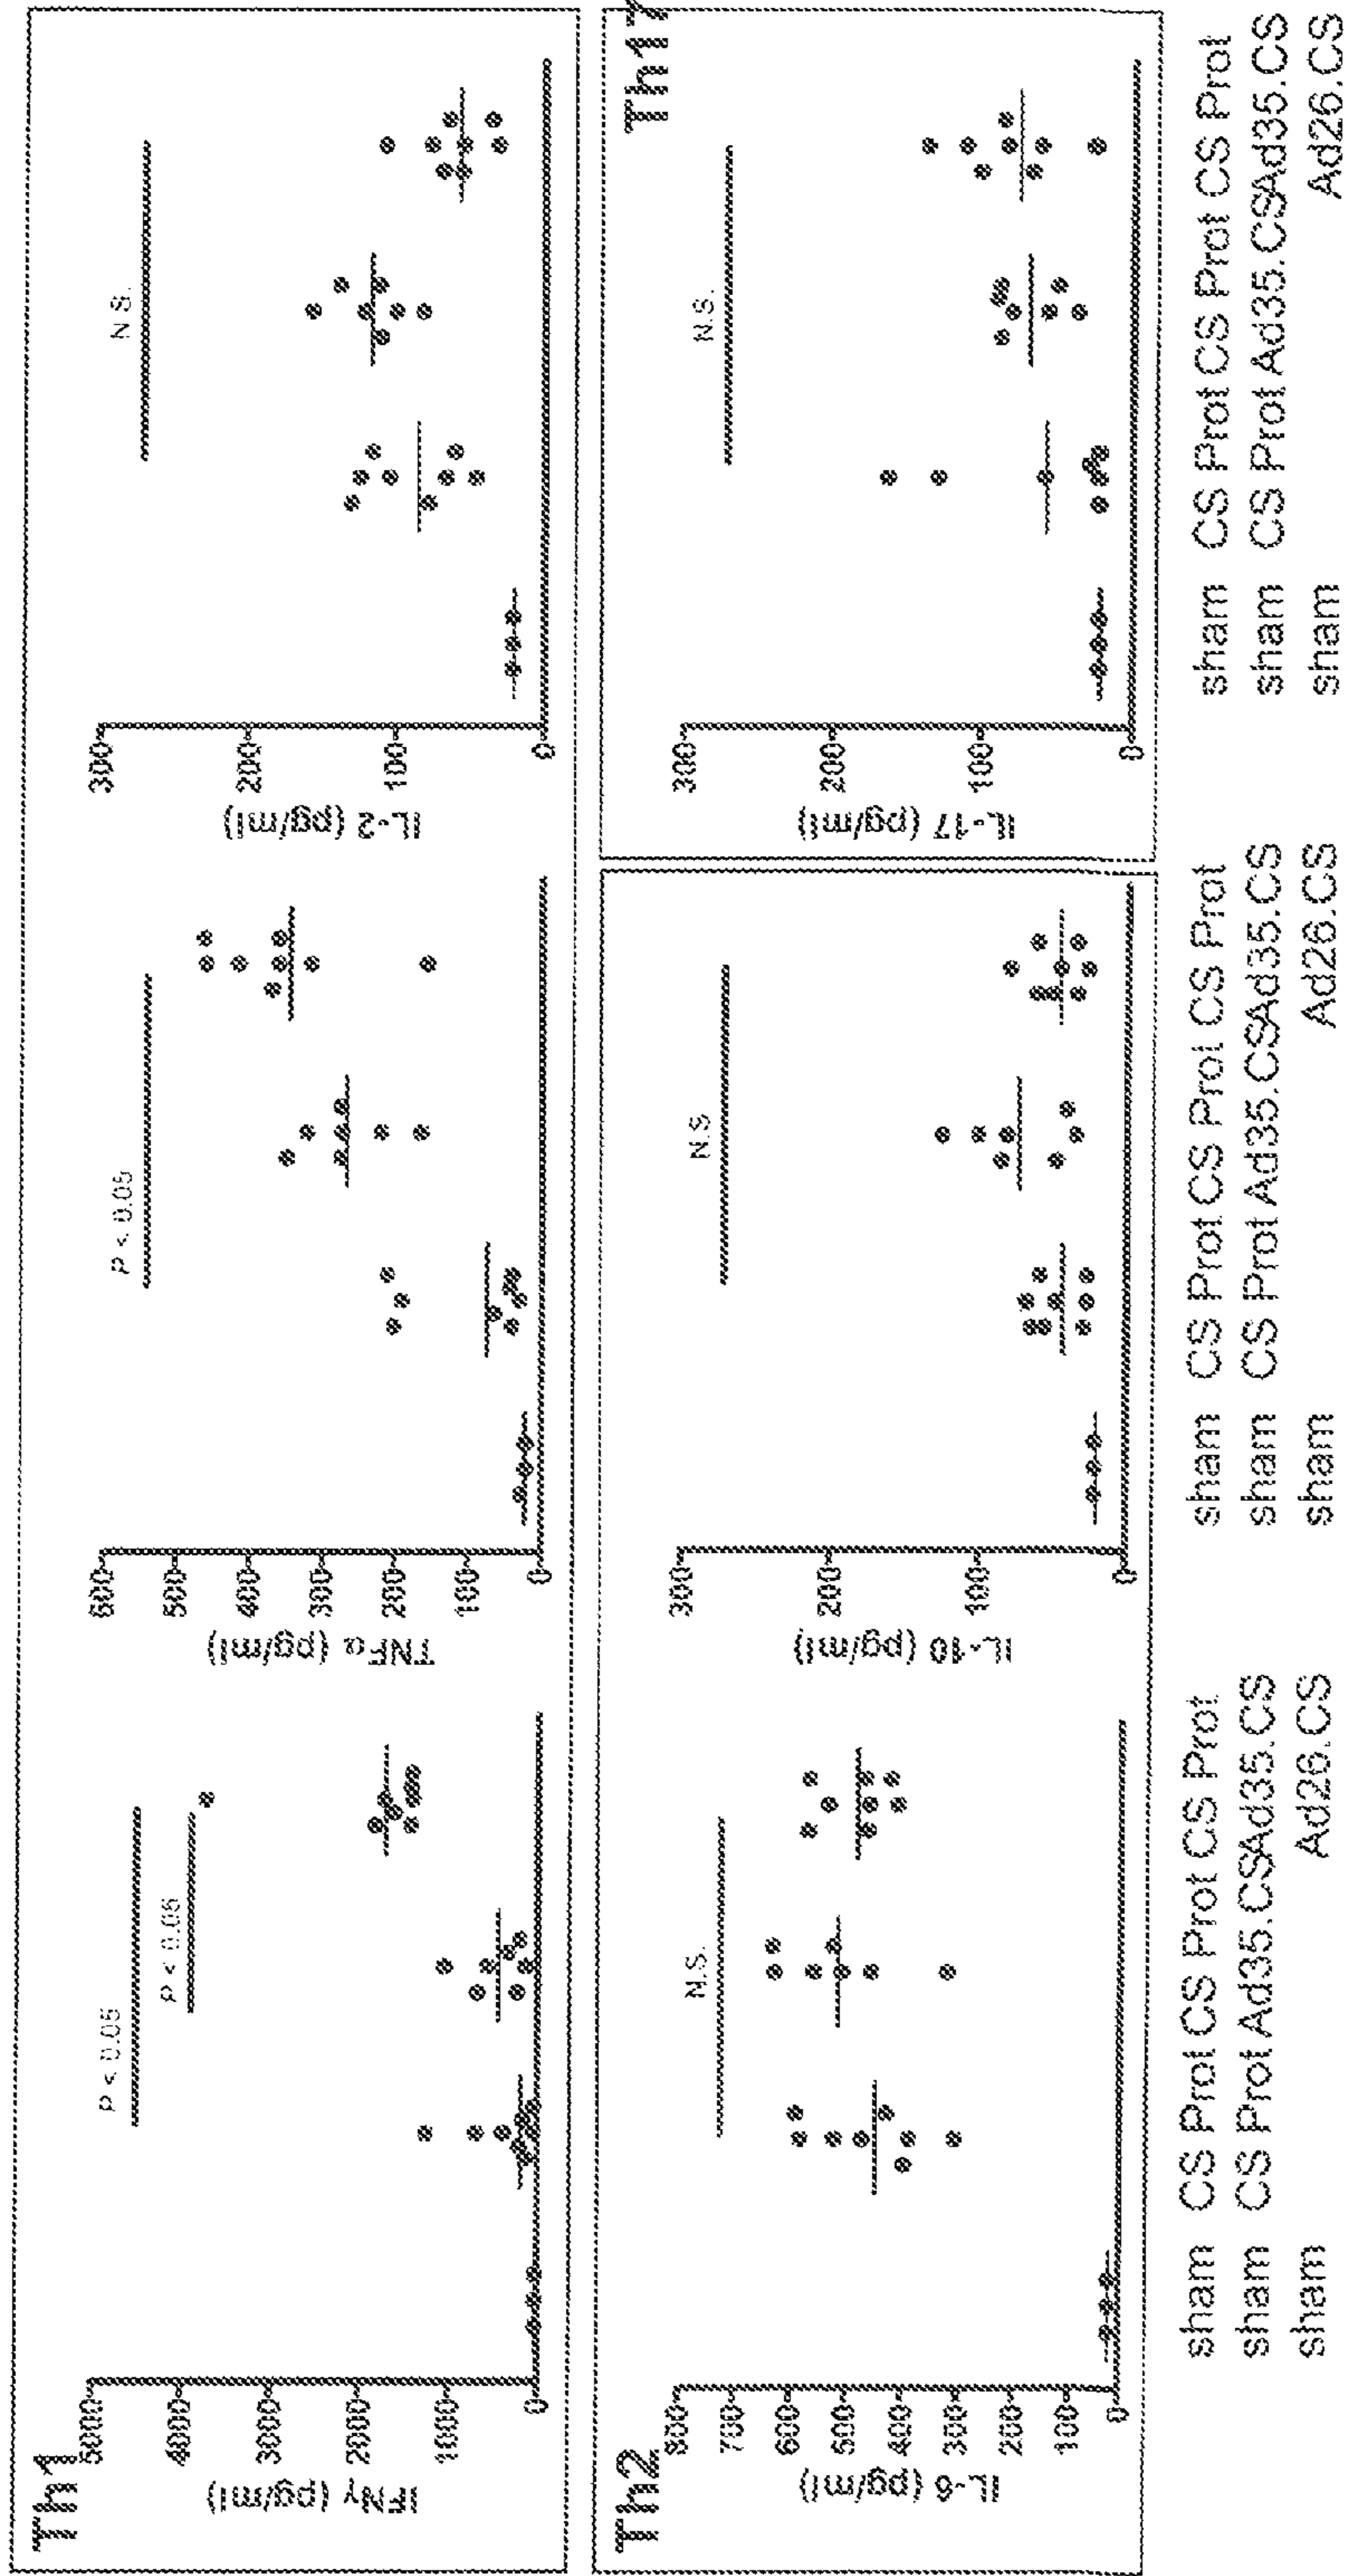 Th1
IFNγ (pg/ml)
5000
4000
3000
2000
1000
0
P < 0.05
P < 0.05
TNFα (pg/ml)
600
500
400
300
200
100
0
P < 0.05
IL-2 (pg/ml)
300
200
100
0
N.S.
Th2
IL-6 (pg/ml)
800
700
600
500
400
300
200
100
0
N.S.
IL-10 (pg/ml)
300
200
100
0
N.S.
Th17
IL-17 (pg/ml)
300
200
100
0
N.S.
sham CS Prot CS Prot CS Prot
sham CS Prot Ad35.CS Ad35.CS
sham Ad26.CS
sham CS Prot CS Prot CS Prot
sham CS Prot Ad35.CS Ad35.CS
sham Ad26.CS
sham CS Prot CS Prot CS Prot
sham CS Prot Ad35.CS Ad35.CS
sham Ad26.CS